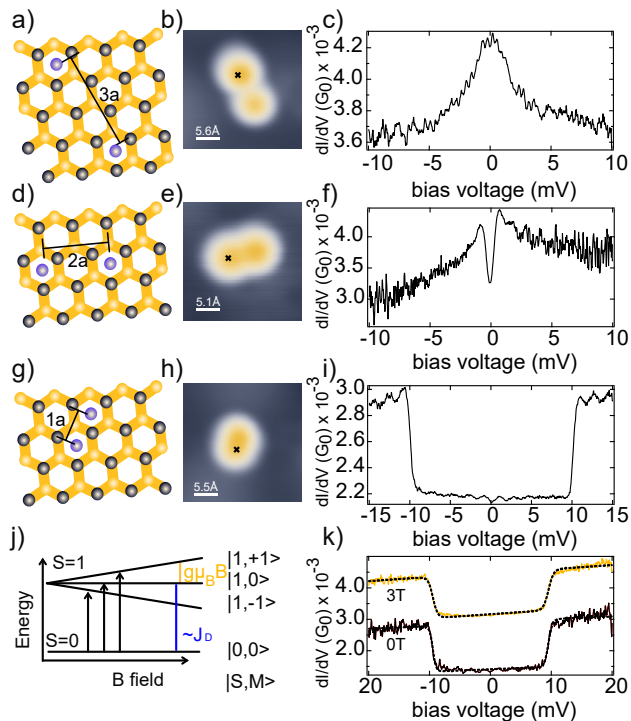 a)
3a
b)
5.6Å
c)
dI/dV (G₀) x 10⁻³
4.2
4.0
3.8
3.6
-10 -5 0 5 10
bias voltage (mV)
d)
2a
e)
5.1Å
f)
dI/dV (G₀) x 10⁻³
4.0
3.5
3.0
-10 -5 0 5 10
bias voltage (mV)
g)
1a
h)
5.5Å
i)
dI/dV (G₀) x 10⁻³
3.0
2.8
2.6
2.4
2.2
-15 -10 -5 0 5 10 15
bias voltage (mV)
j)
Energy
S=1
S=0
|gμ_B B
~J_D
|1,+1>
|1,0>
|1,-1>
|0,0>
|S,M>
B field
k)
dI/dV (G₀) x 10⁻³
5.0
4.0
3.0
2.0
3T
0T
20 -10 0 10 20
bias voltage (mV)